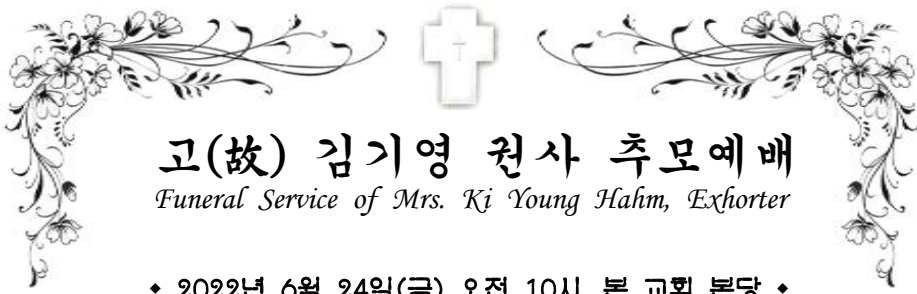 고(故) 김기영 권사 추모예배
Funeral Service of Mrs. Ki Young Hahm, Exhorter
◆ 2022년 6월 24일(금) 오전 10시 본 교회 본당 ◆